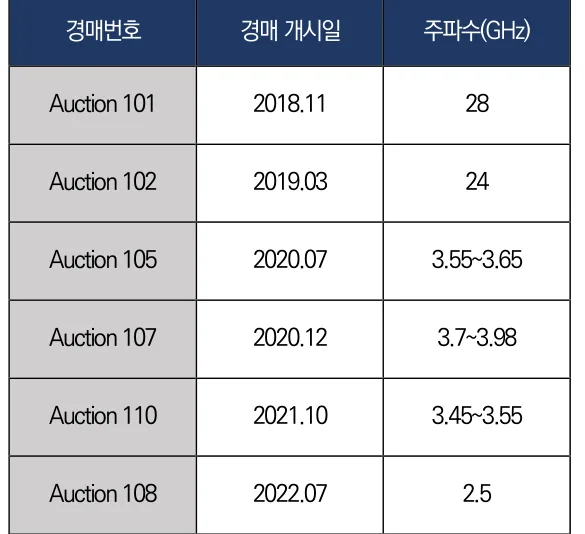 경매번호 경매 개시일 주파수(GHz)
Auction 101 2018.11 28
Auction 102 2019.03 24
Auction 105 2020.07 3.55~3.65
Auction 107 2020.12 3.7~3.98
Auction 110 2021.10 3.45~3.55
Auction 108 2022.07 2.5